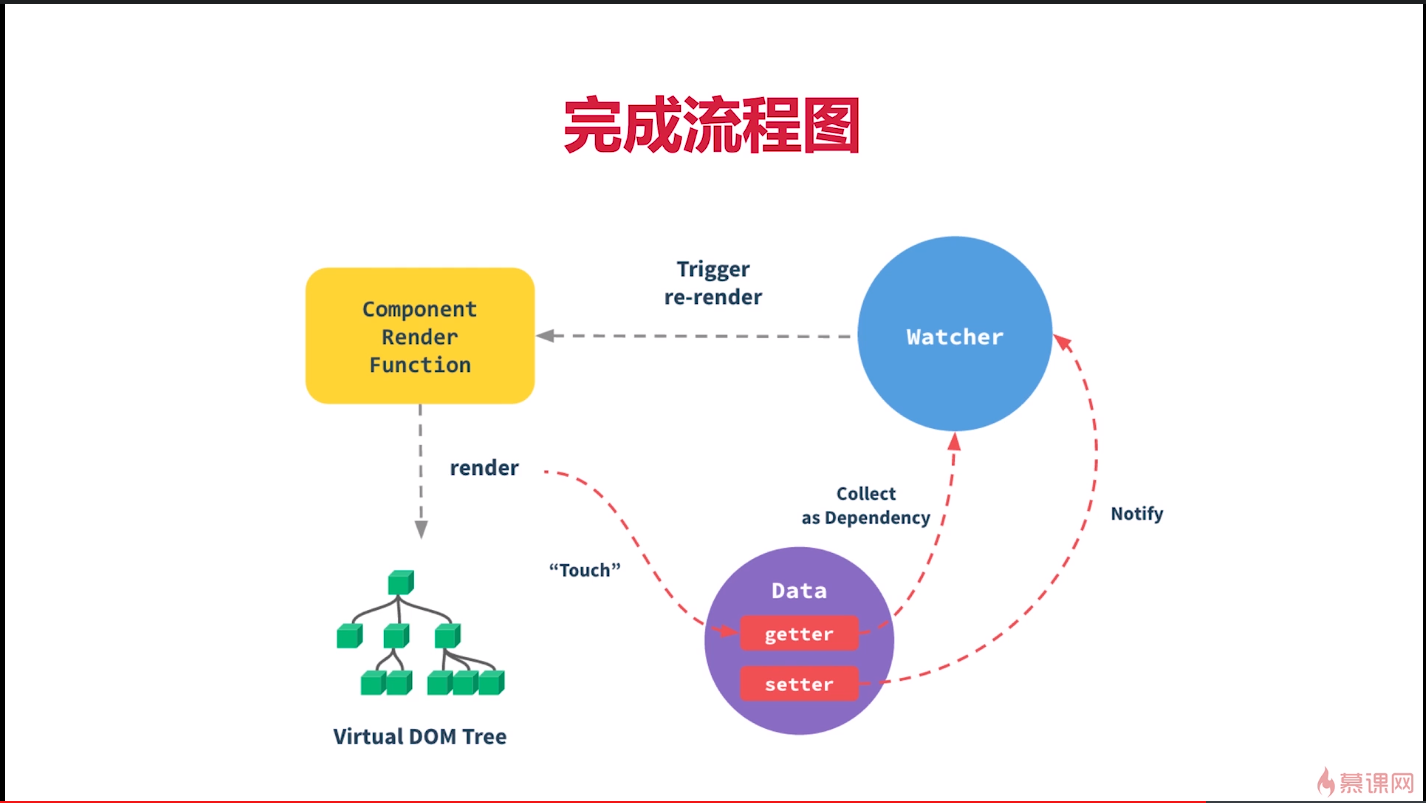 完成流程图
Trigger
re-render
Component
Render
Function
Watcher
render
Collect
as Dependency
Notify
“Touch”
Data
getter
setter
Virtual DOM Tree
慕课网